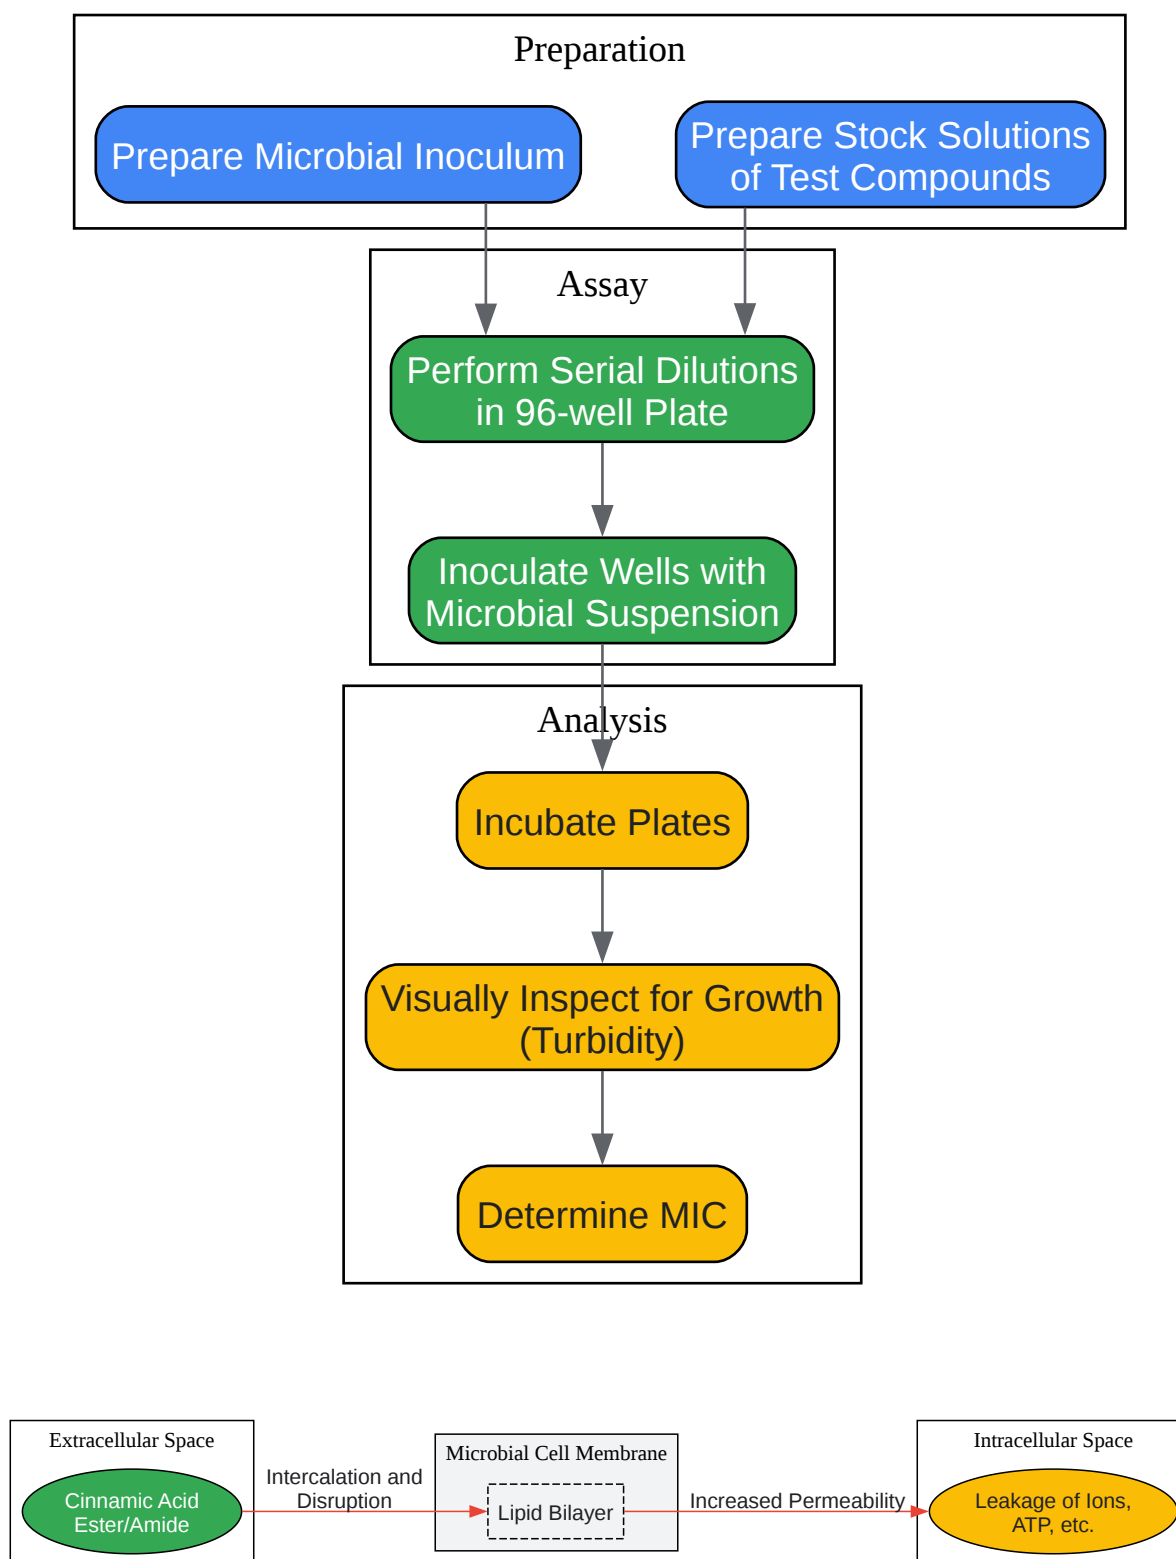 Preparation
Prepare Microbial Inoculum
Prepare Stock Solutions
of Test Compounds
Assay
Perform Serial Dilutions
in 96-well Plate
Inoculate Wells with
Microbial Suspension
Analysis
Incubate Plates
Visually Inspect for Growth
(Turbidity)
Determine MIC
Extracellular Space
Cinnamic Acid
Ester/Amide
Intercalation and
Disruption
Microbial Cell Membrane
Lipid Bilayer
Increased Permeability
Intracellular Space
Leakage of Ions,
ATP, etc.